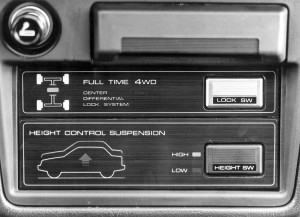 FULL TIME 4WD
CENTER
DIFFERENTIAL
LOCK SYSTEM
LOCK SW
HEIGHT CONTROL SUSPENSION
HIGH
LOW
HEIGHT SW